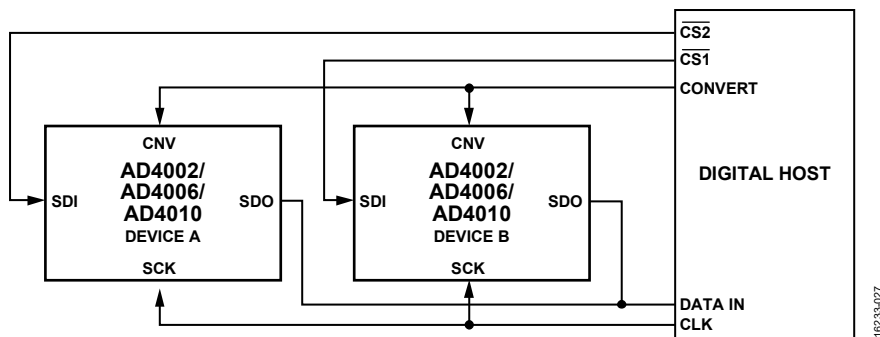 CS2
CS1
CONVERT
CNV
AD4002/
AD4006/
AD4010
DEVICE A
SDI
SDO
SCK
CNV
AD4002/
AD4006/
AD4010
DEVICE B
SDI
SDO
SCK
DIGITAL HOST
DATA IN
CLK
16233-027